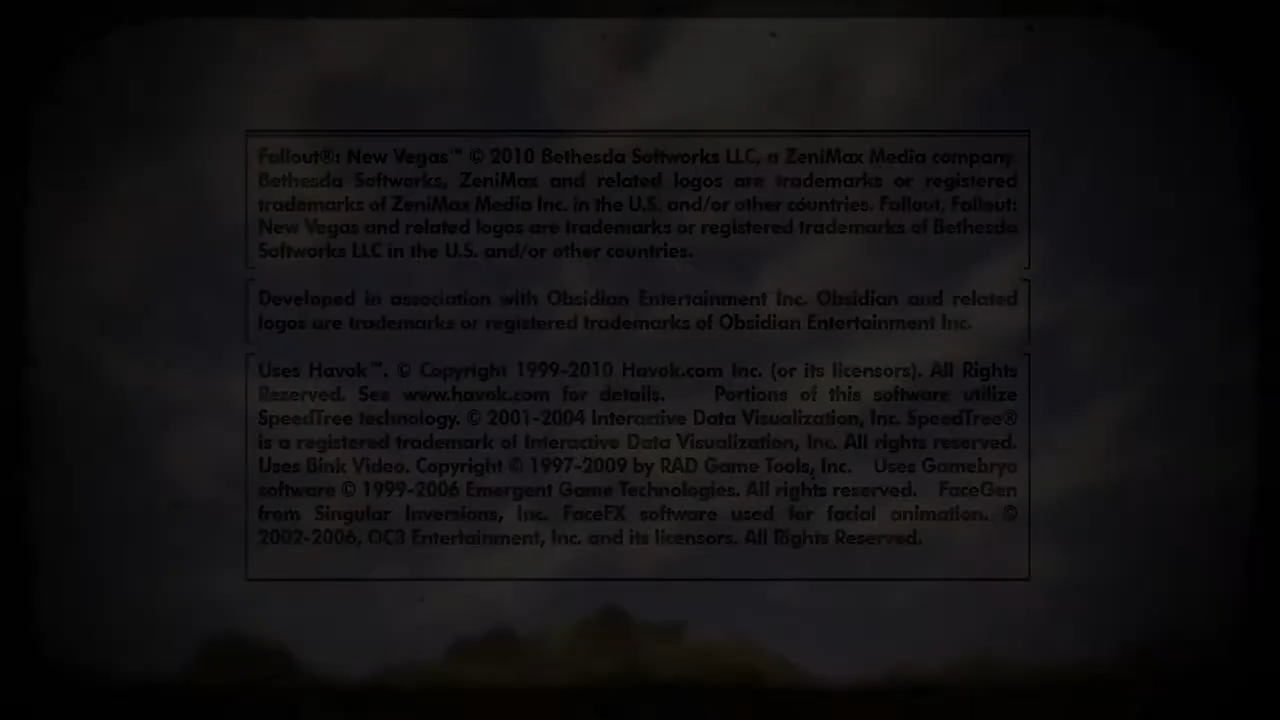 Fallout®: New Vegas™ © 2010 Bethesda Softworks LLC, a ZeniMax Media company.
Bethesda Softworks, ZeniMax and related logos are trademarks or registered
trademarks of ZeniMax Media Inc. in the U.S. and/or other countries. Fallout, Fallout:
New Vegas and related logos are trademarks or registered trademarks of Bethesda
Softworks LLC in the U.S. and/or other countries.
Developed in association with Obsidian Entertainment Inc. Obsidian and related
logos are trademarks or registered trademarks of Obsidian Entertainment Inc.
Uses Havok™. © Copyright 1999-2010 Havok.com Inc. (or its licensors). All Rights
Reserved. See www.havok.com for details. Portions of this software utilize
SpeedTree technology. © 2001-2004 Interactive Data Visualization, Inc. SpeedTree®
is a registered trademark of Interactive Data Visualization, Inc. All rights reserved.
Uses Bink Video. Copyright © 1997-2009 by RAD Game Tools, Inc. Uses Gamebryo
software © 1999-2006 Emergent Game Technologies. All rights reserved. FaceGen
from Singular Inversions, Inc. FaceFX software used for facial animation. ©
2002-2006, OC3 Entertainment, Inc. and its licensors. All Rights Reserved.